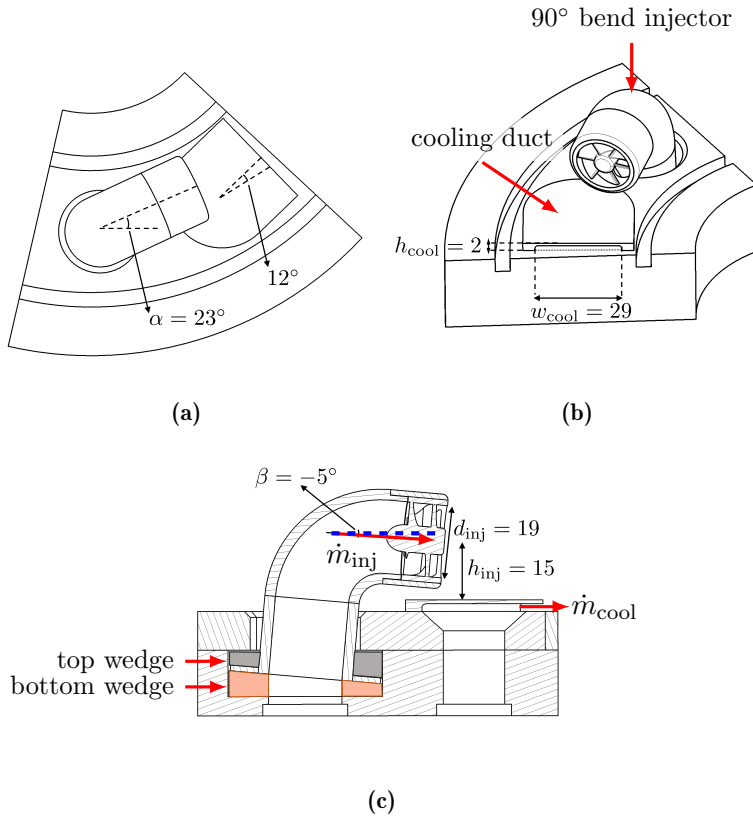 12°
α = 23°
(a)
90° bend injector
cooling duct
h_cool = 2
w_cool = 29
(b)
β = −5°
d_inj = 19
ṁ_inj
h_inj = 15
ṁ_cool
top wedge
bottom wedge
(c)